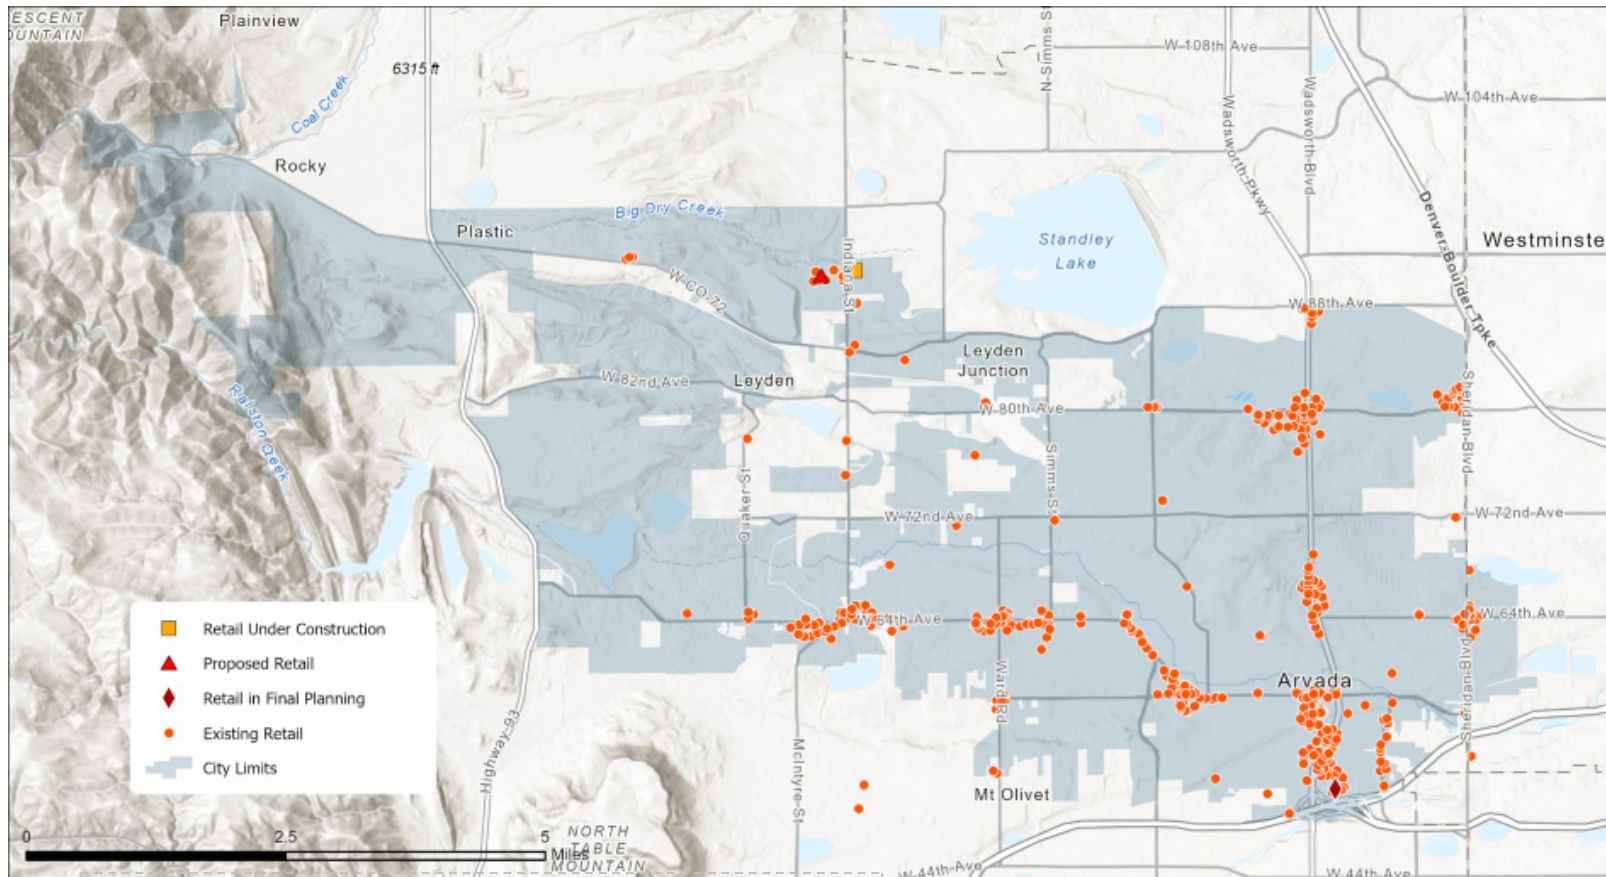 ESCENT
UNTAIN
Plainview
6315 ft
Coal Creek
Rocky
Plastic
Big Dry Creek
W CO-72
Indiana St
N Simms S
W 108th Ave
W 104th Ave
Wadsworth Pkwy
Wadsworth Blvd
Denver-Boulder Tpke
Westminste
Standley
Lake
W 88th Ave
Leyden
Junction
W 82nd Ave
Leyden
W 80th Ave
Sheridan Blvd
Ralston Creek
Quaker St
Simms St
W 72nd Ave
W 72nd Ave
W 64th Ave
W 64th Ave
Arvada
Sheridan Blvd
Ward Rd
Highway 93
McIntyre St
Mt Olivet
Retail Under Construction
Proposed Retail
Retail in Final Planning
Existing Retail
City Limits
0 2.5 5
Miles
NORTH
TABLE
MOUNTAIN
W 44th Ave
W 44th Ave
L